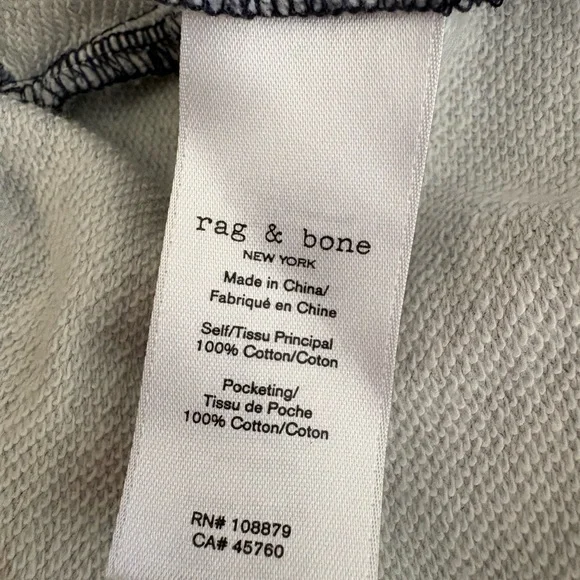 rag & bone
NEW YORK
Made in China/
Fabriqué en Chine
Self/Tissu Principal
100% Cotton/Coton
Pocketing/
Tissu de Poche
100% Cotton/Coton
RN# 108879
CA# 45760